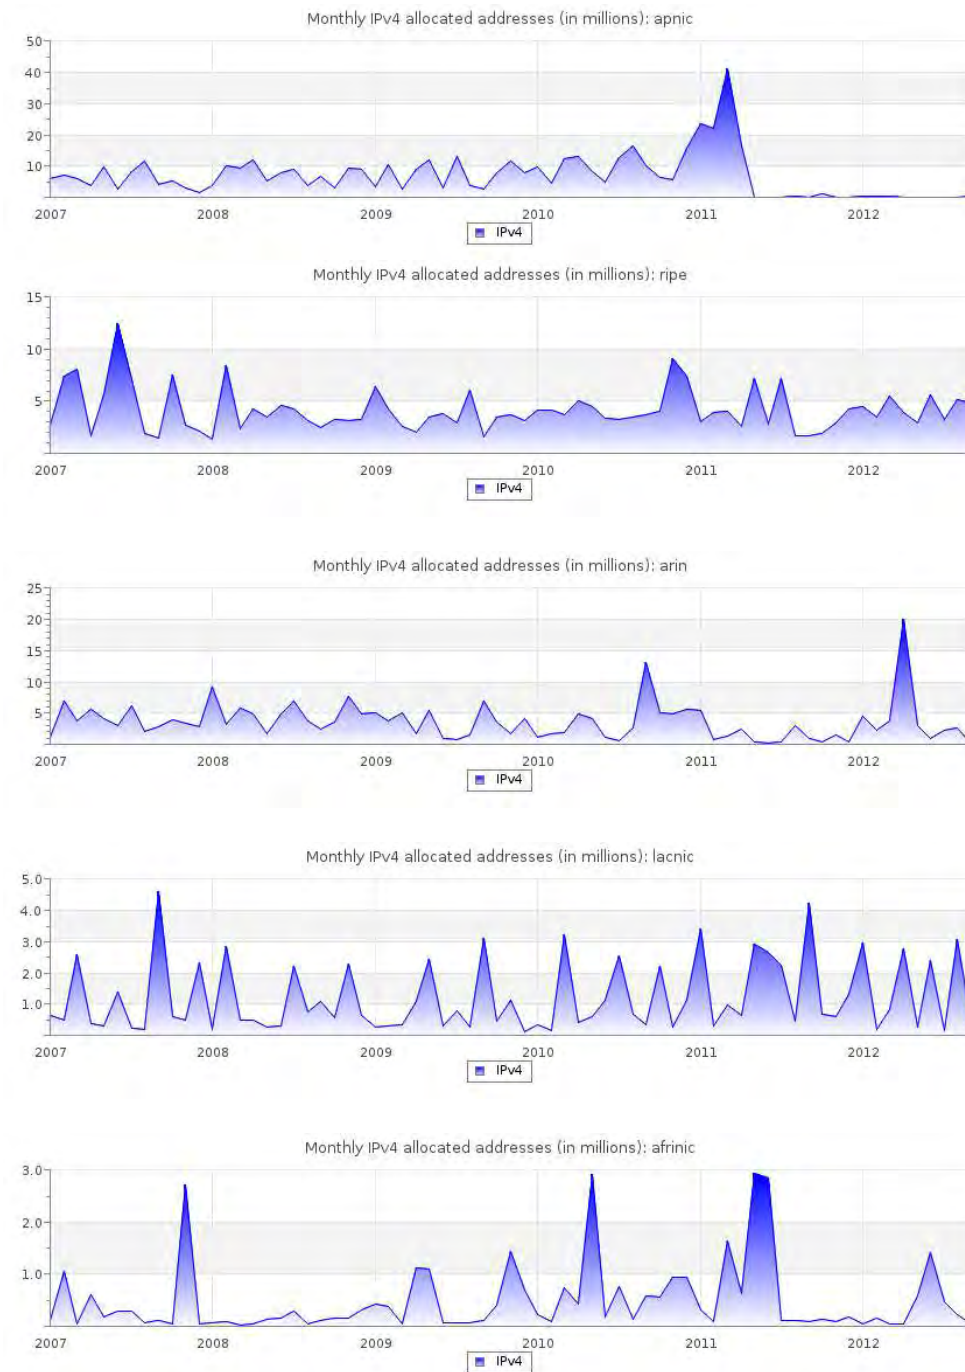 Monthly IPv4 allocated addresses (in millions): apnic
50
40
30
20
10
2007 2008 2009 2010 2011 2012
IPv4
Monthly IPv4 allocated addresses (in millions): ripe
15
10
5
2007 2008 2009 2010 2011 2012
IPv4
Monthly IPv4 allocated addresses (in millions): arin
25
20
15
10
5
2007 2008 2009 2010 2011 2012
IPv4
Monthly IPv4 allocated addresses (in millions): lacnic
5.0
4.0
3.0
2.0
1.0
2007 2008 2009 2010 2011 2012
IPv4
Monthly IPv4 allocated addresses (in millions): afrinic
3.0
2.0
1.0
2007 2008 2009 2010 2011 2012
IPv4